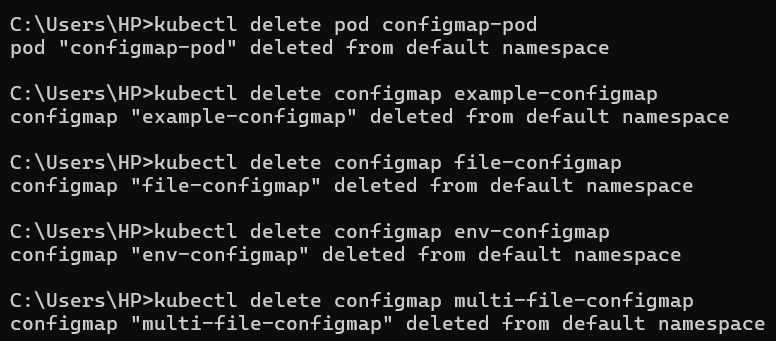 C:\Users\HP>kubectl delete pod configmap-pod
pod "configmap-pod" deleted from default namespace
C:\Users\HP>kubectl delete configmap example-configmap
configmap "example-configmap" deleted from default namespace
C:\Users\HP>kubectl delete configmap file-configmap
configmap "file-configmap" deleted from default namespace
C:\Users\HP>kubectl delete configmap env-configmap
configmap "env-configmap" deleted from default namespace
C:\Users\HP>kubectl delete configmap multi-file-configmap
configmap "multi-file-configmap" deleted from default namespace